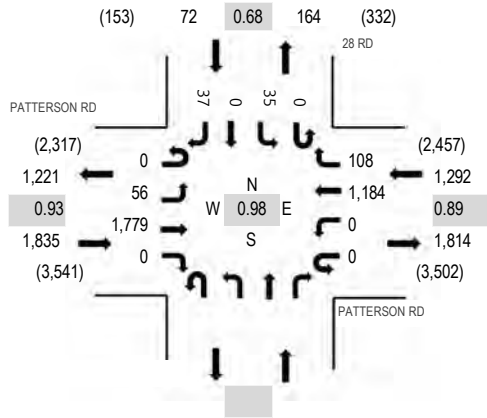 (153) 72 0.68 164 (332)
28 RD
37 0 35 0
PATTERSON RD
(2,317) (2,457)
0 108
1,221 1,292
56 N 1,184
0.93 W 0.98 E 0.89
1,779 0
1,835 S 1,814
0 0
(3,541) (3,502)
PATTERSON RD